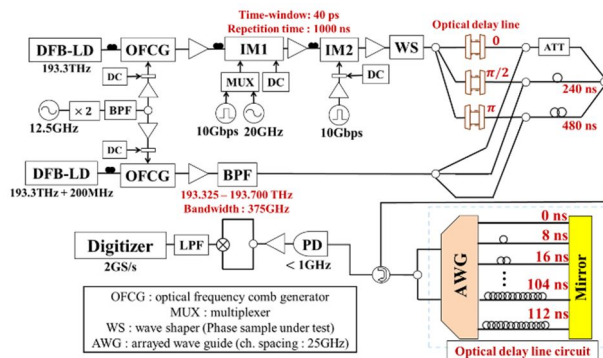 Time-window: 40 ps
Repetition time : 1000 ns
Optical delay line
DFB-LD
OFCG
IM1
IM2
WS
0
ATT
193.3THz
DC
MUX
DC
DC
π/2
240 ns
12.5GHz
× 2
BPF
10Gbps
20GHz
10Gbps
π
480 ns
DC
DFB-LD
OFCG
BPF
193.3THz + 200MHz
193.325 – 193.700 THz
Bandwidth : 375GHz
Digitizer
LPF
PD
2GS/s
< 1GHz
AWG
0 ns
8 ns
16 ns
104 ns
112 ns
Mirror
Optical delay line circuit
OFCG : optical frequency comb generator
MUX : multiplexer
WS : wave shaper (Phase sample under test)
AWG : arrayed wave guide (ch. spacing : 25GHz)